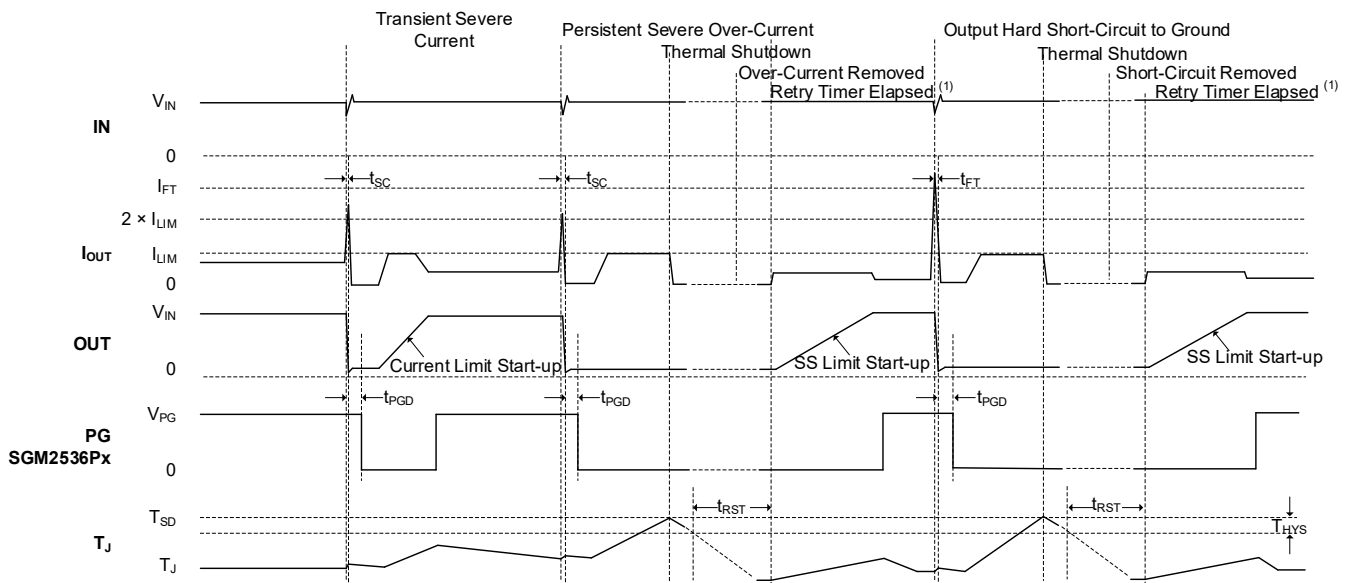 Transient Severe
Current
Persistent Severe Over-Current
Thermal Shutdown
Over-Current Removed
Retry Timer Elapsed (1)
Output Hard Short-Circuit to Ground
Thermal Shutdown
Short-Circuit Removed
Retry Timer Elapsed (1)
IN
VIN
0
IOUT
IFT
2 × ILIM
ILIM
0
tSC
tSC
tFT
OUT
VIN
0
Current Limit Start-up
SS Limit Start-up
SS Limit Start-up
PG
SGM2536Px
VPG
0
tPGD
tPGD
tPGD
TJ
TSD
TJ
tRST
tRST
THYS